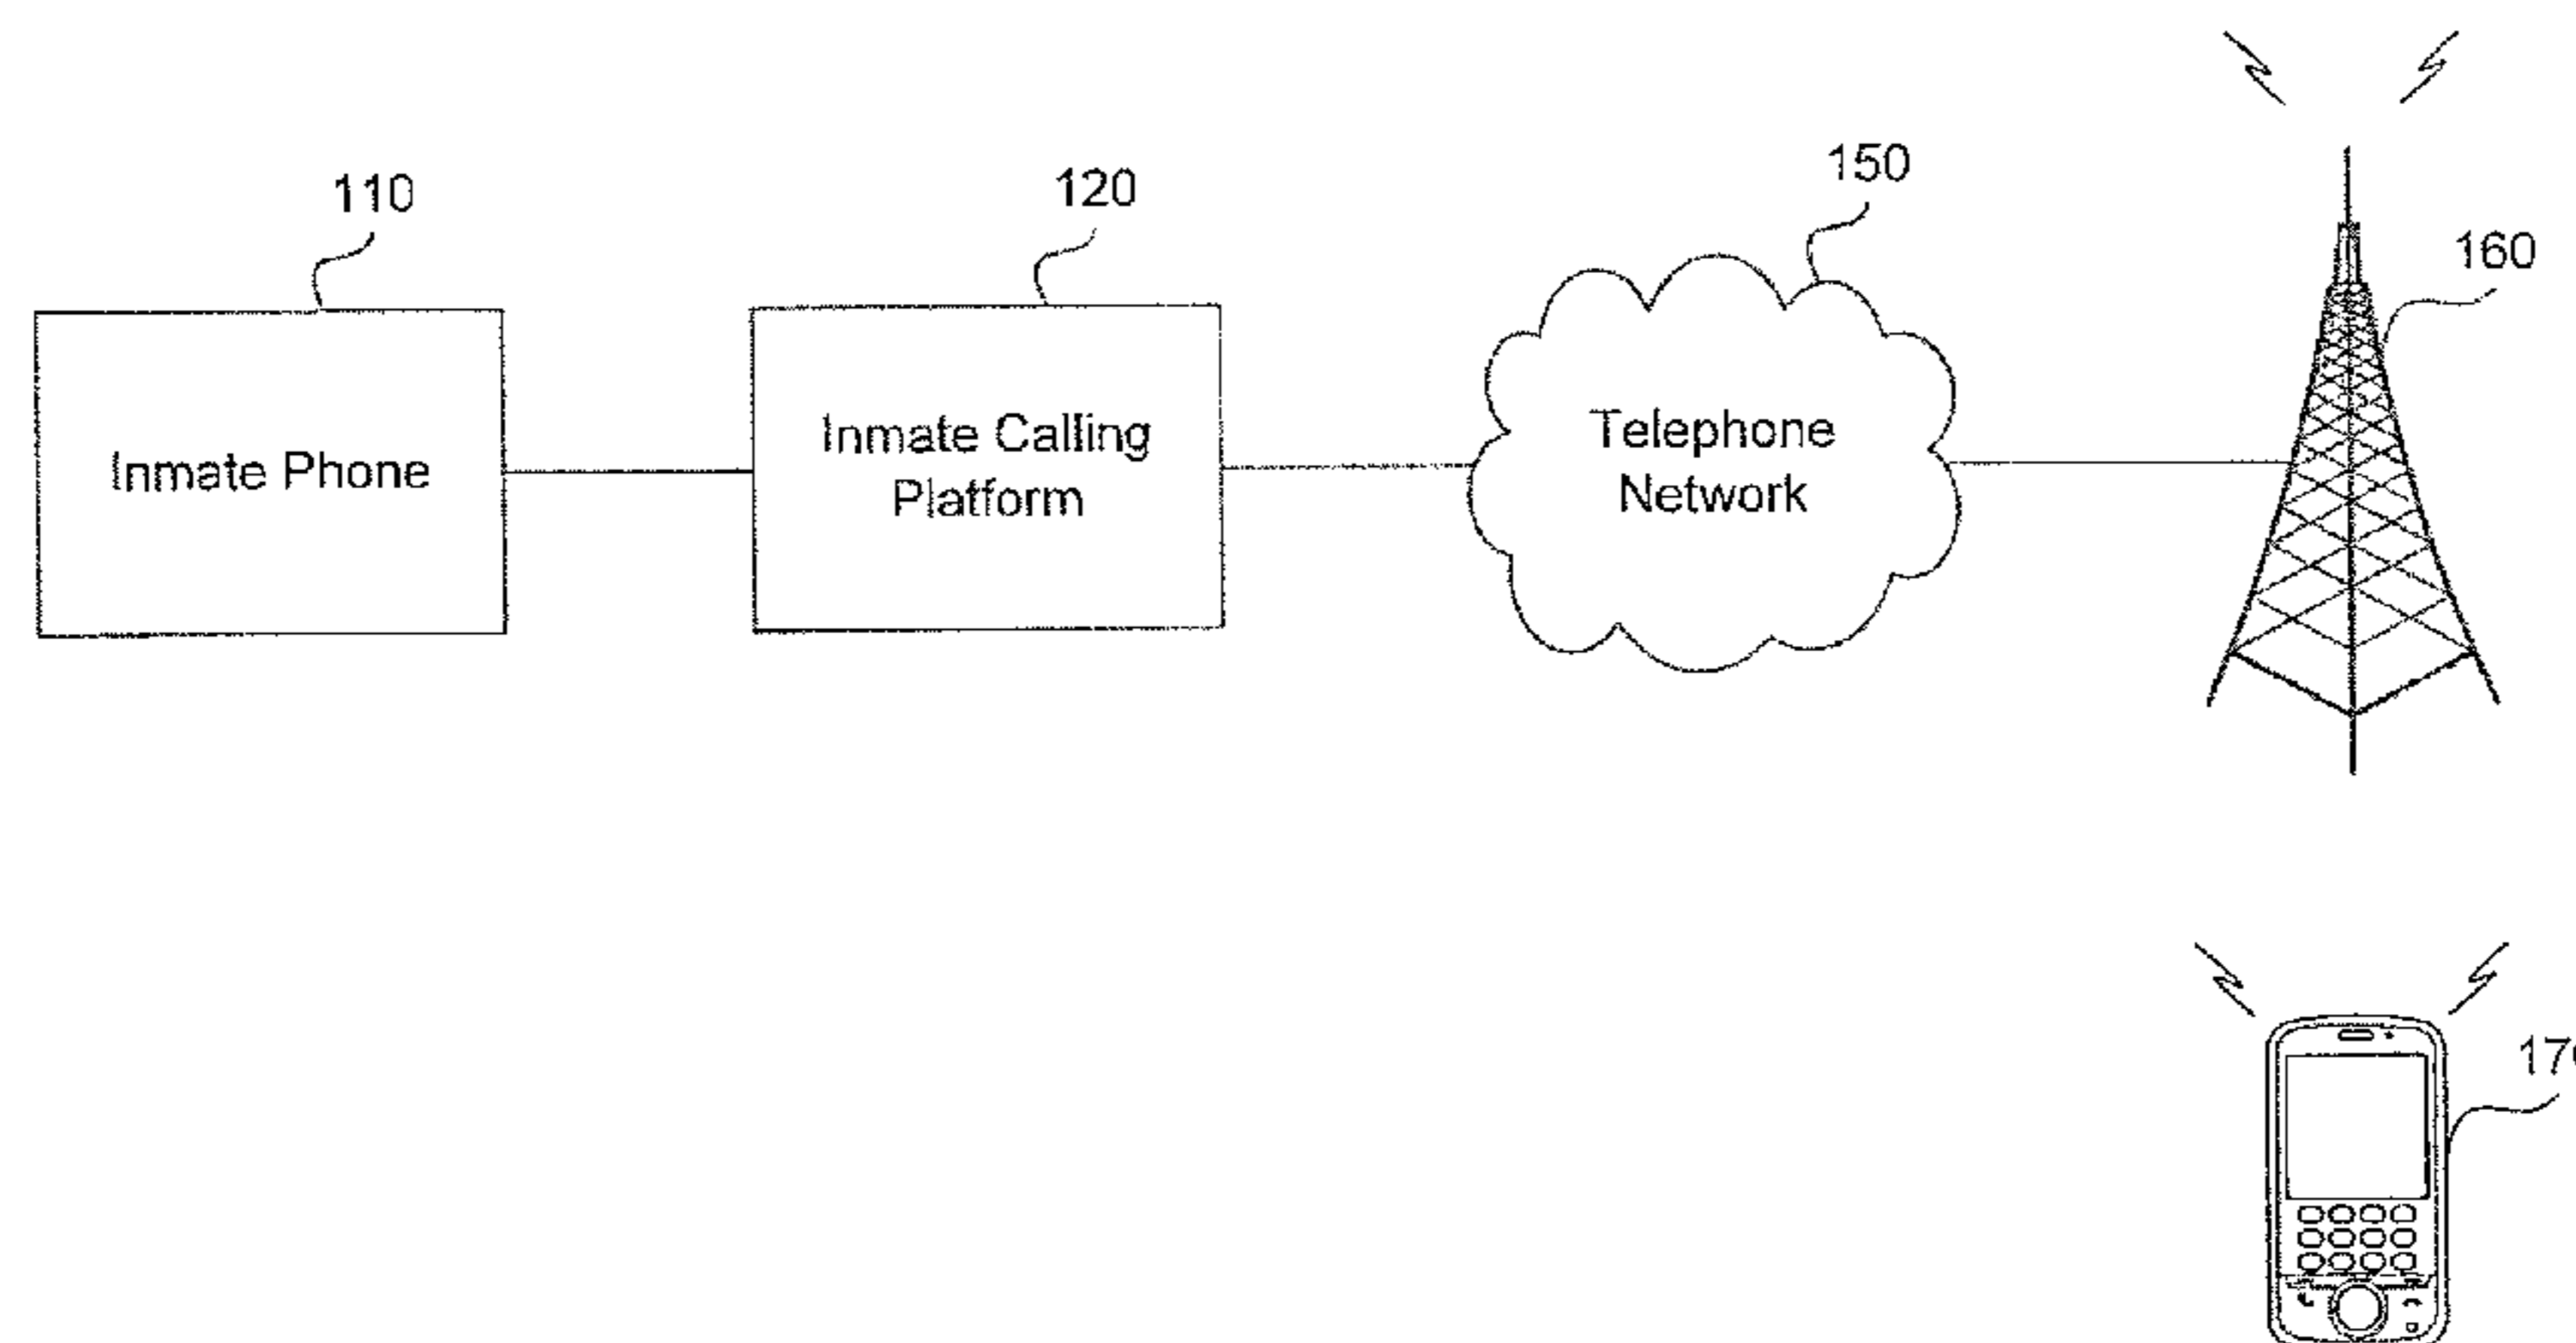 110
120
150
160
Inmate Phone
Inmate Calling
Platform
Telephone
Network